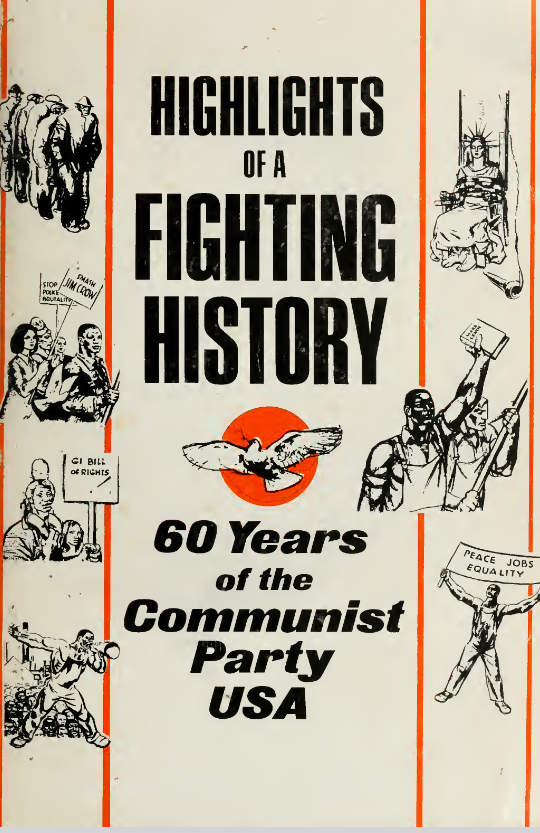 HIGHLIGHTS
OF A
FIGHTING
HISTORY
STOP
POLICE
BRUTALITY
SMASH
JIM CROW
GI BILL
OF RIGHTS
60 Years
of the
Communist
Party
USA
PEACE JOBS
EQUALITY